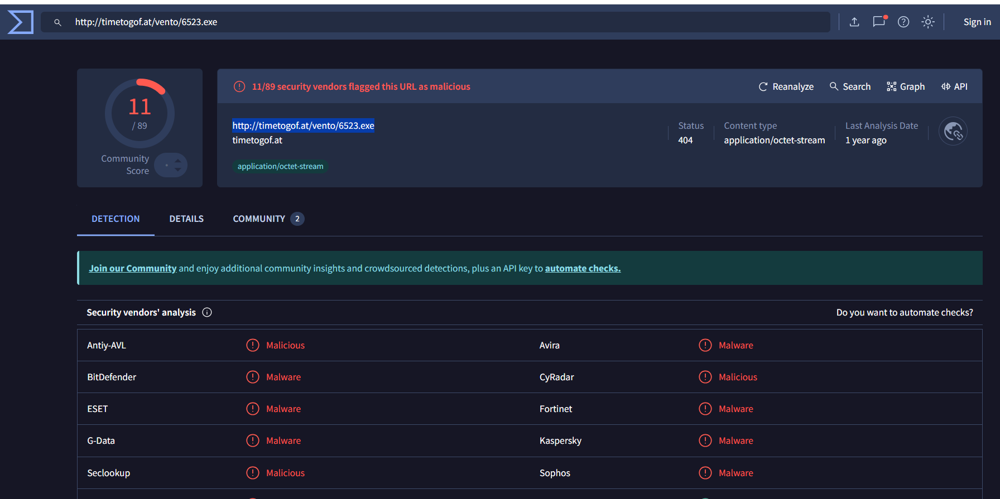 http://timetogof.at/vento/6523.exe
Sign in
11
/ 89
Community
Score
11/89 security vendors flagged this URL as malicious
Reanalyze
Search
Graph
API
http://timetogof.at/vento/6523.exe
timetogof.at
application/octet-stream
Status
404
Content type
application/octet-stream
Last Analysis Date
1 year ago
DETECTION
DETAILS
COMMUNITY 2
Join our Community and enjoy additional community insights and crowdsourced detections, plus an API key to automate checks.
Security vendors' analysis
Do you want to automate checks?
Antiy-AVL Malicious Avira Malware
BitDefender Malware CyRadar Malicious
ESET Malware Fortinet Malware
G-Data Malware Kaspersky Malware
Seclookup Malicious Sophos Malware